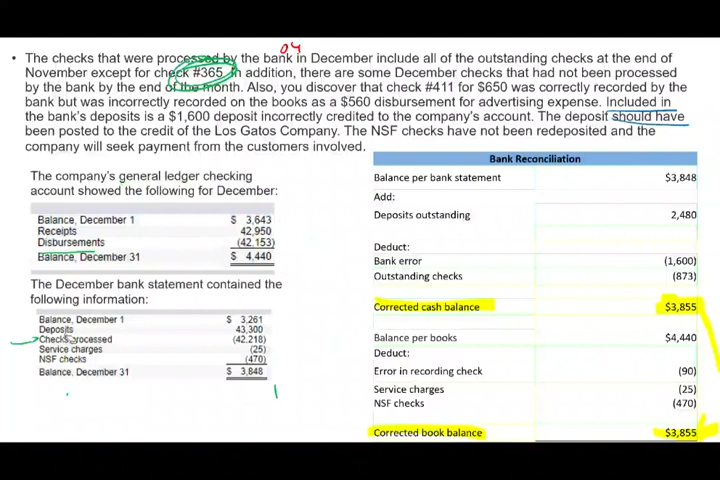 04
• The checks that were processed by the bank in December include all of the outstanding checks at the end of
November except for check #365. In addition, there are some December checks that had not been processed
by the bank by the end of the month. Also, you discover that check #411 for $650 was correctly recorded by the
bank but was incorrectly recorded on the books as a $560 disbursement for advertising expense. Included in
the bank's deposits is a $1,600 deposit incorrectly credited to the company's account. The deposit should have
been posted to the credit of the Los Gatos Company. The NSF checks have not been redeposited and the
company will seek payment from the customers involved.
The company's general ledger checking
account showed the following for December:
Balance, December 1 $ 3,643
Receipts 42,950
Disbursements (42,153)
Balance, December 31 $ 4,440
The December bank statement contained the
following information:
Balance, December 1 $ 3,261
Deposits 43,300
Checks processed (42,218)
Service charges (25)
NSF checks (470)
Balance, December 31 $ 3,848
Bank Reconciliation
Balance per bank statement $3,848
Add:
Deposits outstanding 2,480
Deduct:
Bank error (1,600)
Outstanding checks (873)
Corrected cash balance $3,855
Balance per books $4,440
Deduct:
Error in recording check (90)
Service charges (25)
NSF checks (470)
Corrected book balance $3,855